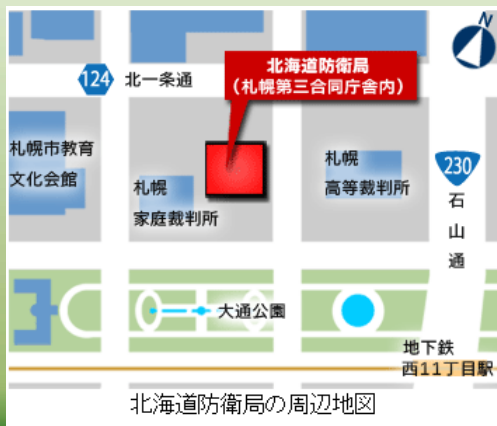 N
北海道防衛局
（札幌第三合同庁舎内）
124
北一条通
札幌市教育
文化会館
札幌
家庭裁判所
札幌
高等裁判所
230
石
山
通
大通公園
地下鉄
西11丁目駅
北海道防衛局の周辺地図